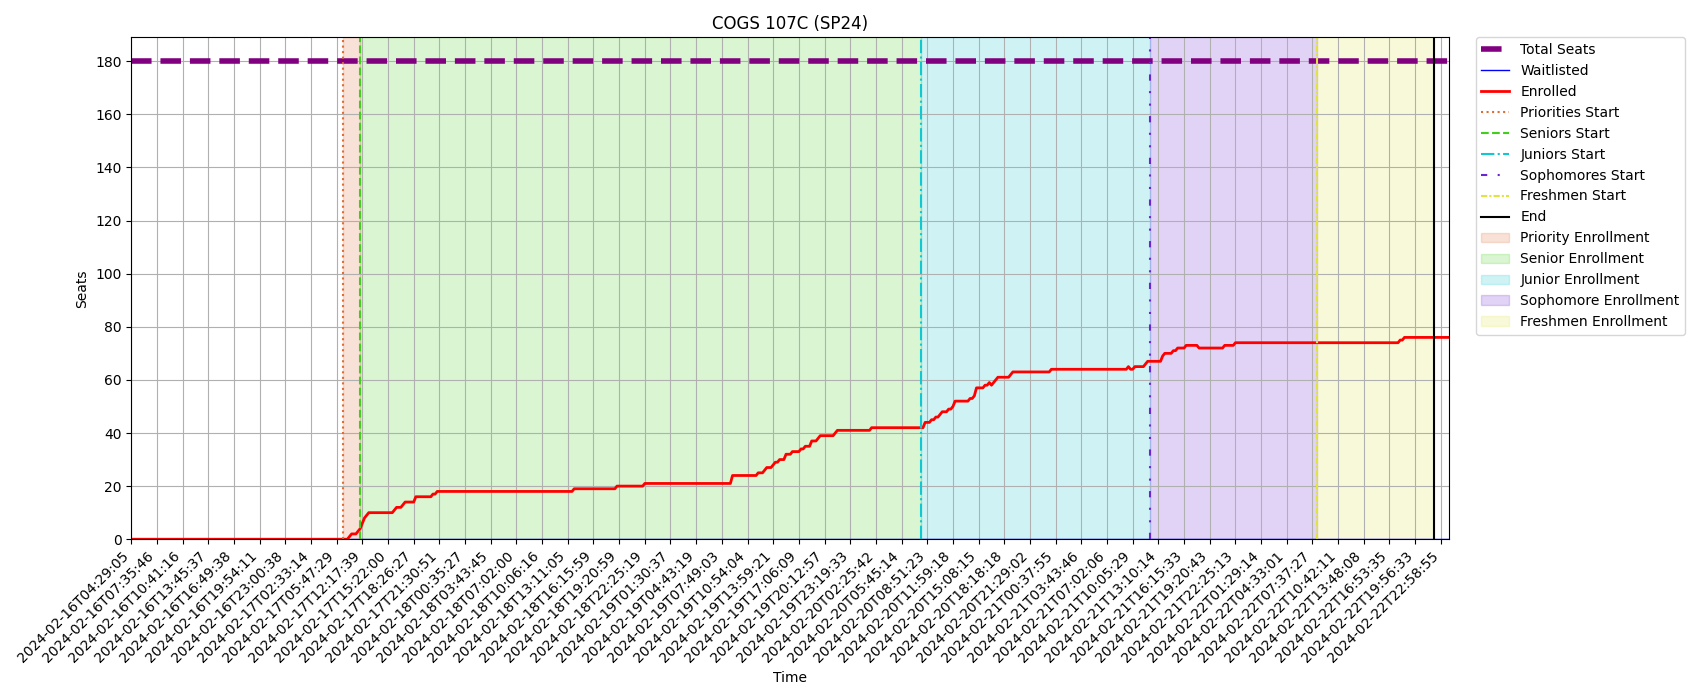 COGS 107C (SP24)
Seats
180
160
140
120
100
80
60
40
20
0
2024-02-16T04:29:05
2024-02-16T07:35:46
2024-02-16T10:41:16
2024-02-16T13:45:37
2024-02-16T16:49:38
2024-02-16T19:54:11
2024-02-16T23:00:38
2024-02-17T02:33:14
2024-02-17T05:47:29
2024-02-17T12:17:39
2024-02-17T15:22:00
2024-02-17T18:26:27
2024-02-17T21:30:51
2024-02-18T00:35:27
2024-02-18T03:43:45
2024-02-18T07:02:00
2024-02-18T10:06:16
2024-02-18T13:11:05
2024-02-18T16:15:59
2024-02-18T19:20:59
2024-02-18T22:25:19
2024-02-19T01:30:37
2024-02-19T04:43:19
2024-02-19T07:49:03
2024-02-19T10:54:04
2024-02-19T13:59:21
2024-02-19T17:06:09
2024-02-19T20:12:57
2024-02-19T23:19:33
2024-02-20T02:25:42
2024-02-20T05:45:14
2024-02-20T08:51:23
2024-02-20T11:59:18
2024-02-20T15:08:15
2024-02-20T18:18:18
2024-02-20T21:29:02
2024-02-21T00:37:55
2024-02-21T03:43:46
2024-02-21T07:02:06
2024-02-21T10:05:29
2024-02-21T13:10:14
2024-02-21T16:15:33
2024-02-21T19:20:43
2024-02-21T22:25:13
2024-02-22T01:29:14
2024-02-22T04:33:01
2024-02-22T07:37:27
2024-02-22T10:42:11
2024-02-22T13:48:08
2024-02-22T16:53:35
2024-02-22T19:56:33
2024-02-22T22:58:55
Time
Total Seats
Waitlisted
Enrolled
Priorities Start
Seniors Start
Juniors Start
Sophomores Start
Freshmen Start
End
Priority Enrollment
Senior Enrollment
Junior Enrollment
Sophomore Enrollment
Freshmen Enrollment